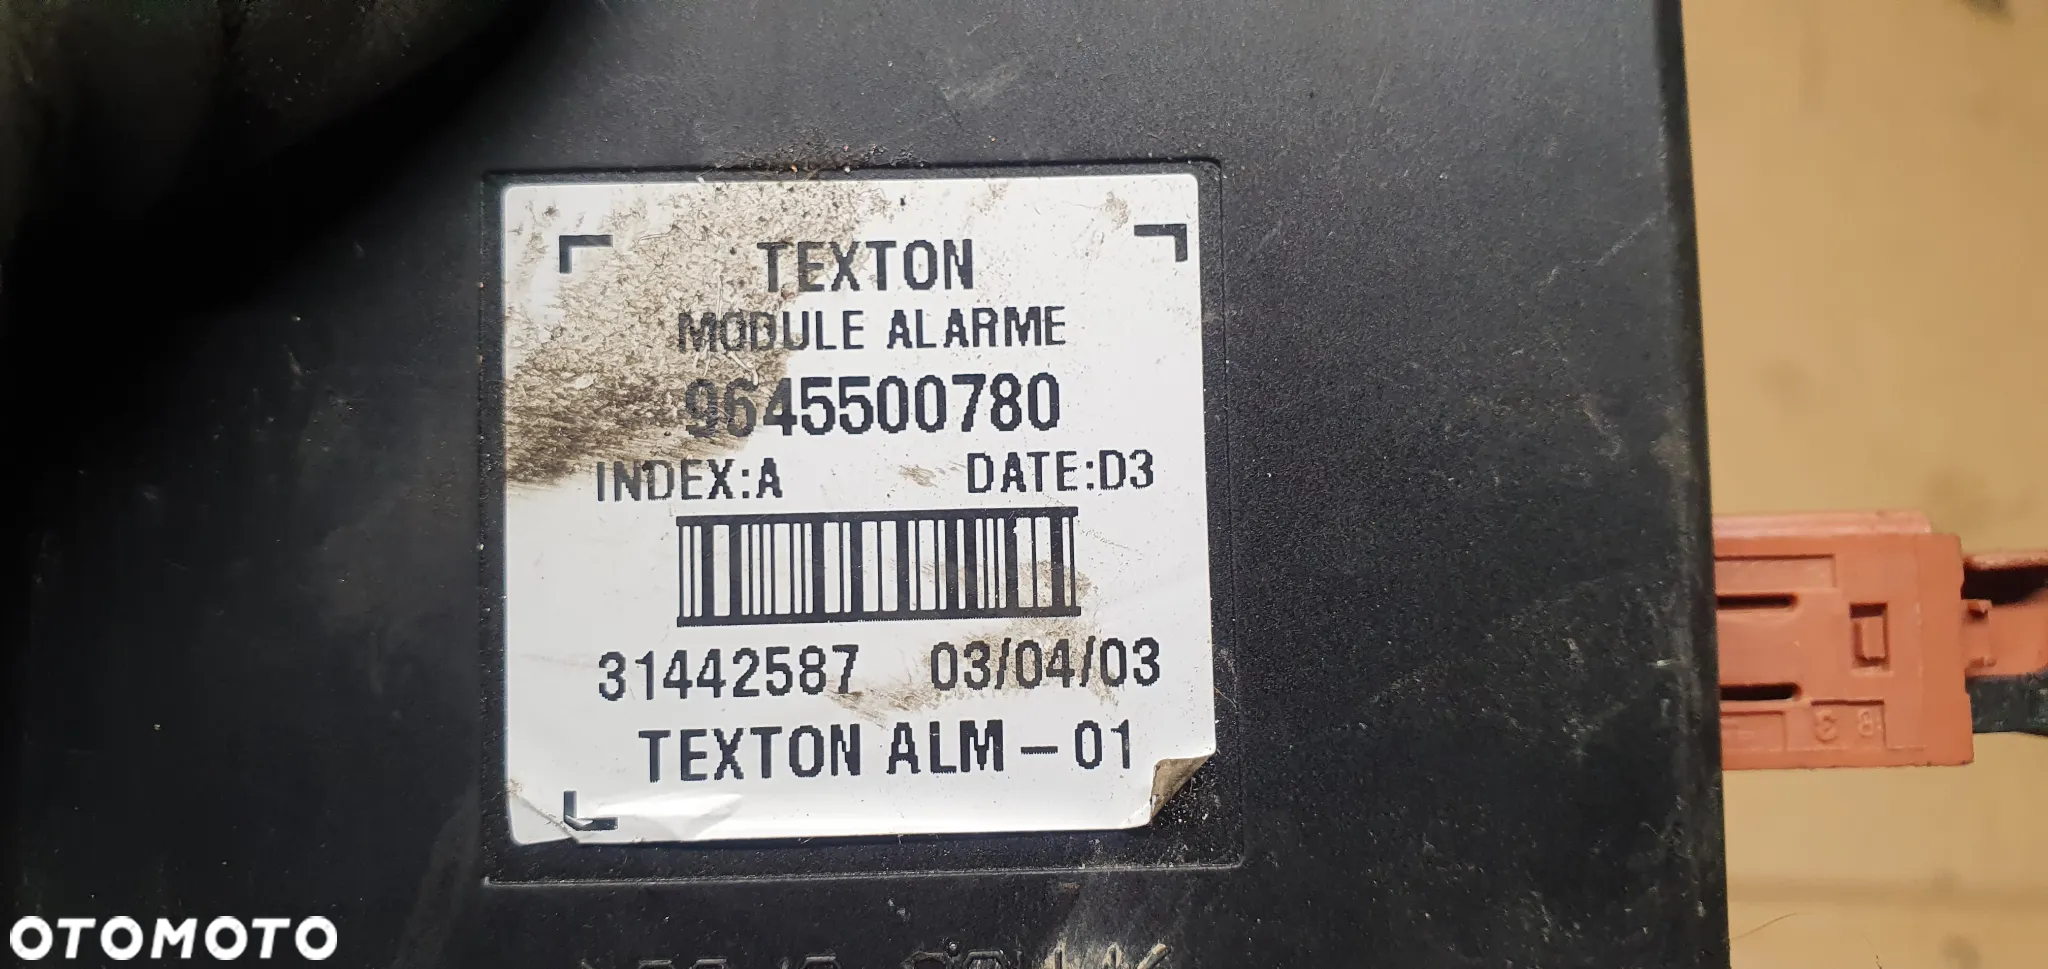 TEXTON
MODULE ALARME
9645500780
INDEX:A DATE:D3
31442587 03/04/03
TEXTON ALM-01
OTOMOTO